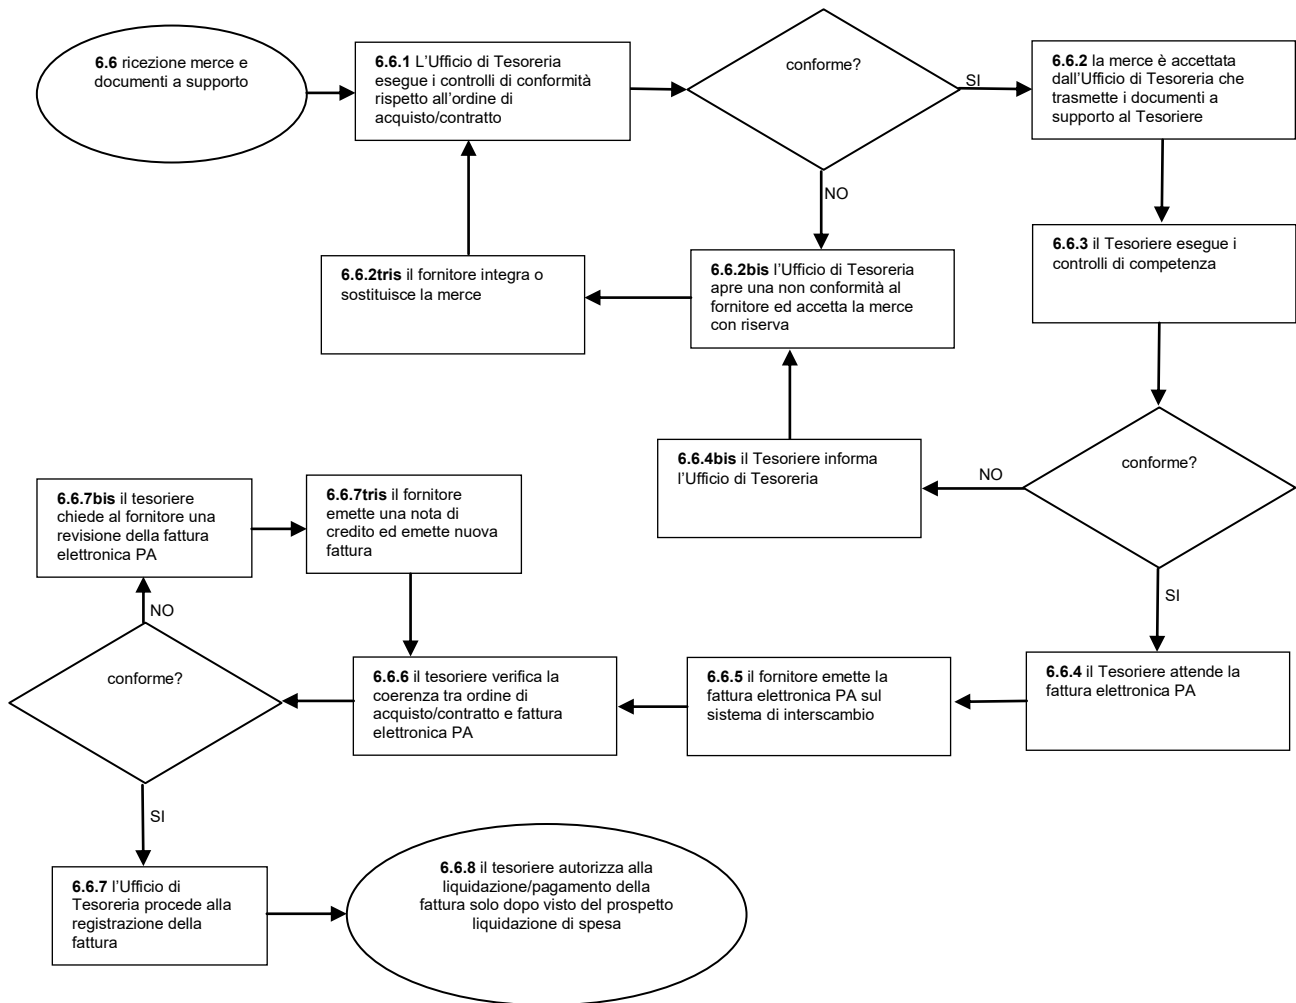 6.6 ricezione merce e
documenti a supporto
6.6.1 L'Ufficio di Tesoreria
esegue i controlli di conformità
rispetto all'ordine di
acquisto/contratto
conforme?
SI
6.6.2 la merce è accettata
dall'Ufficio di Tesoreria che
trasmette i documenti a
supporto al Tesoriere
NO
6.6.3 il Tesoriere esegue i
controlli di competenza
6.6.2tris il fornitore integra o
sostituisce la merce
6.6.2bis l'Ufficio di Tesoreria
apre una non conformità al
fornitore ed accetta la merce
con riserva
conforme?
NO
6.6.4bis il Tesoriere informa
l'Ufficio di Tesoreria
SI
6.6.7bis il tesoriere
chiede al fornitore una
revisione della fattura
elettronica PA
6.6.7tris il fornitore
emette una nota di
credito ed emette nuova
fattura
NO
conforme?
6.6.6 il tesoriere verifica la
coerenza tra ordine di
acquisto/contratto e fattura
elettronica PA
6.6.5 il fornitore emette la
fattura elettronica PA sul
sistema di interscambio
6.6.4 il Tesoriere attende la
fattura elettronica PA
SI
6.6.7 l'Ufficio di
Tesoreria procede alla
registrazione della
fattura
6.6.8 il tesoriere autorizza alla
liquidazione/pagamento della
fattura solo dopo visto del prospetto
liquidazione di spesa